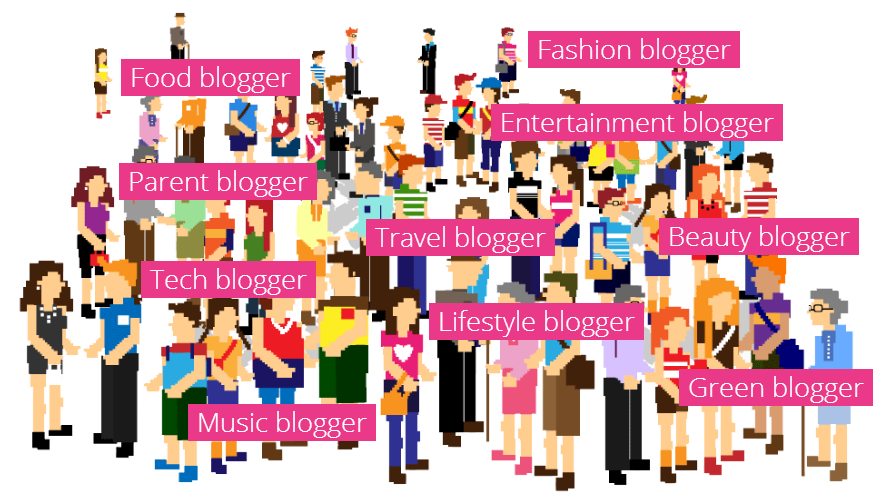 Fashion blogger
Food blogger
Entertainment blogger
Parent blogger
Travel blogger
Beauty blogger
Tech blogger
Lifestyle blogger
Green blogger
Music blogger